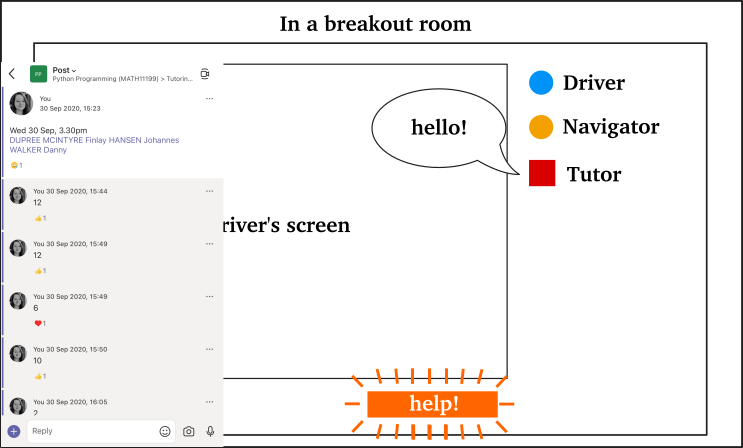 In a breakout room
PP
Post
Python Programming (MATH11199) > Tutorin...
You
30 Sep 2020, 15:23
Wed 30 Sep, 3.30pm
DUPREE MCINTYRE Finlay HANSEN Johannes
WALKER Danny
1
You 30 Sep 2020, 15:44
12
1
You 30 Sep 2020, 15:49
12
1
You 30 Sep 2020, 15:49
6
1
You 30 Sep 2020, 15:50
10
1
You 30 Sep 2020, 16:05
2
Reply
hello!
river's screen
Driver
Navigator
Tutor
help!